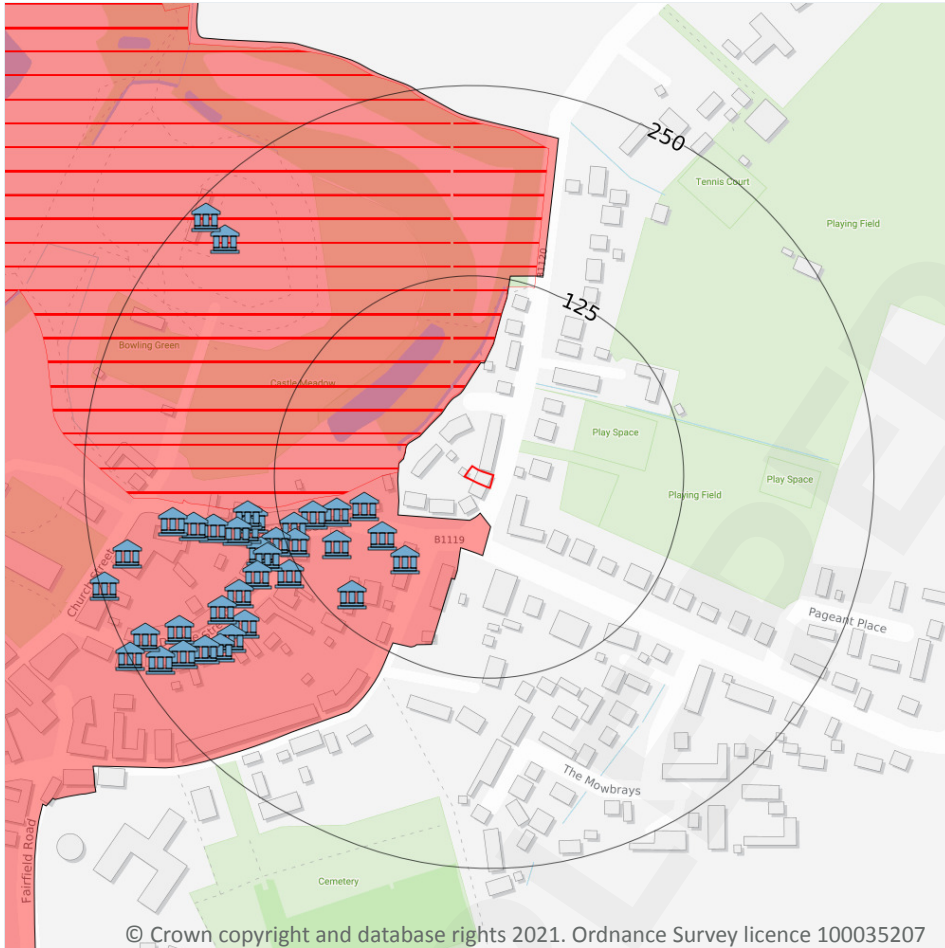 250
Tennis Court
Playing Field
B1120
125
Bowling Green
Castle Meadow
Play Space
Play Space
Playing Field
B1119
Church Street
Pageant Place
The Mowbrays
Fairfield Road
Cemetery
© Crown copyright and database rights 2021. Ordnance Survey licence 100035207